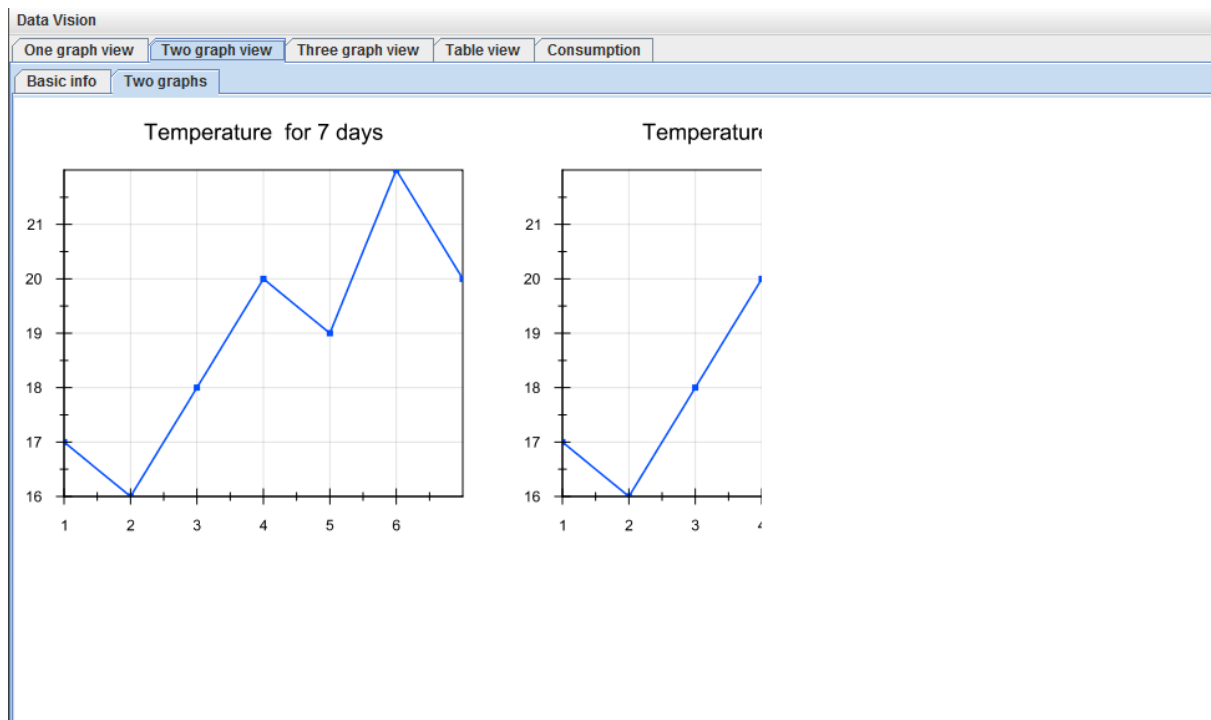 Data Vision
One graph view Two graph view Three graph view Table view Consumption
Basic info Two graphs
Temperature  for 7 days
21
20
19
18
17
16
1 2 3 4 5 6
Temperature
21
20
19
18
17
16
1 2 3 4